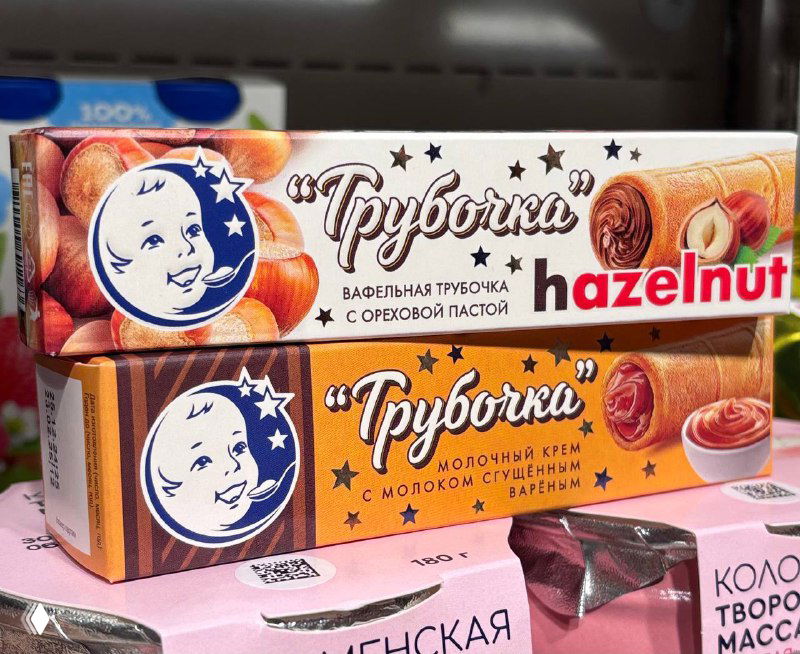 100%
"Трубочка"
ВАФЕЛЬНАЯ ТРУБОЧКА
С ОРЕХОВОЙ ПАСТОЙ
hazelnut
"Трубочка"
МОЛОЧНЫЙ КРЕМ
С МОЛОКОМ СГУЩЁННЫМ
ВАРЁНЫМ
180 г
МЕНСКАЯ
КОЛО
ТВОРО
МАССА